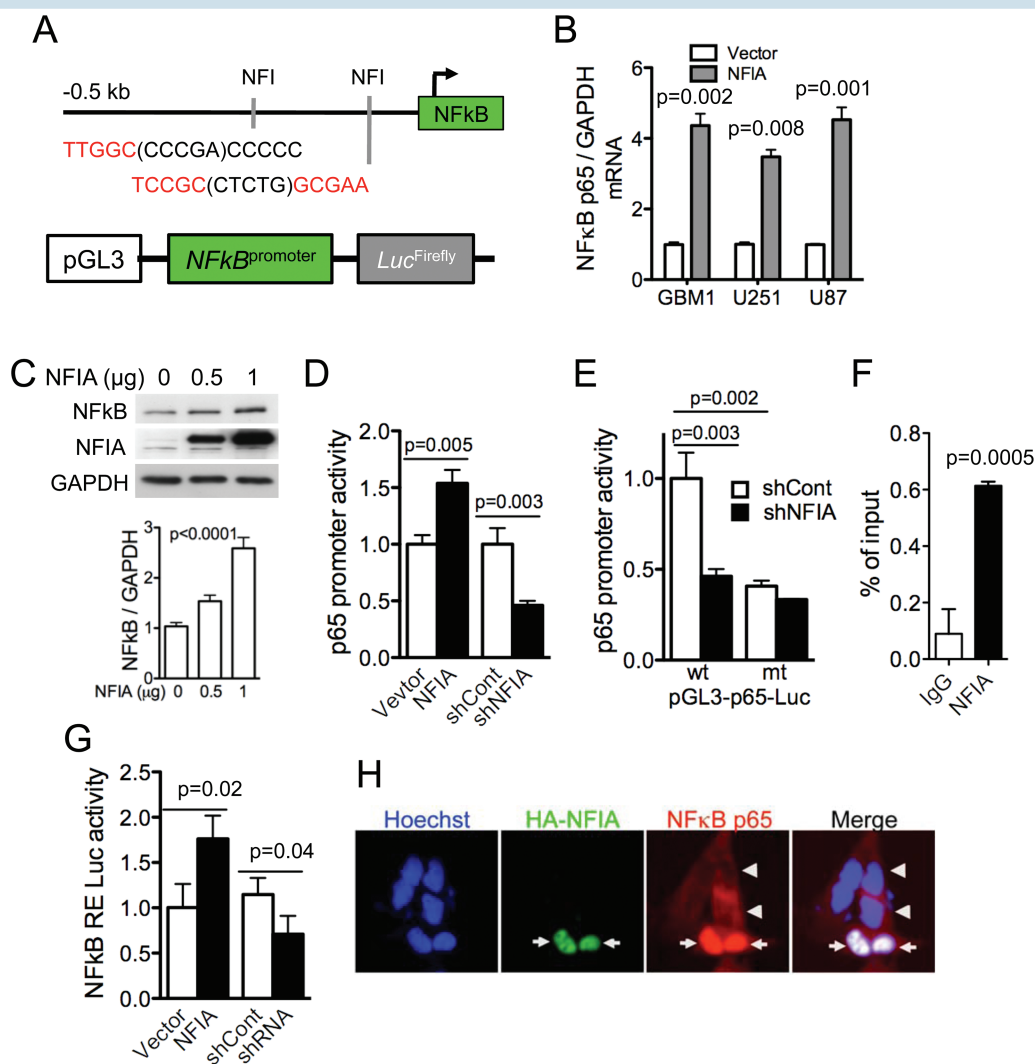 A
-0.5 kb
NFI
NFI
NFkB
TTGGC(CCCGA)CCCCC
TCCGC(CTCTG)GCGAA
pGL3
NFkBpromoter
LucFirefly
B
Vector
NFIA
NFκB p65 / GAPDH
mRNA
6
4
2
0
p=0.002
p=0.008
p=0.001
GBM1
U251
U87
C
NFIA (μg) 0 0.5 1
NFkB
NFIA
GAPDH
NFkB / GAPDH
3
2
1
0
p<0.0001
NFIA (μg) 0 0.5 1
D
p65 promoter activity
2.0
1.5
1.0
0.5
0.0
p=0.005
p=0.003
Vevtor
NFIA
shCont
shNFIA
E
p65 promoter activity
1.0
0.5
0.0
p=0.002
p=0.003
shCont
shNFIA
wt
mt
pGL3-p65-Luc
F
% of input
0.8
0.6
0.4
0.2
0.0
p=0.0005
IgG
NFIA
G
NFkB RE Luc activity
2.5
2.0
1.5
1.0
0.5
0.0
p=0.02
p=0.04
Vector
NFIA
shCont
shRNA
H
Hoechst
HA-NFIA
NFκB p65
Merge